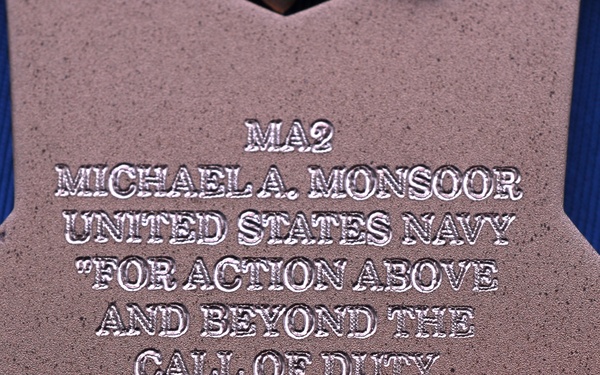 MA2
MICHAEL A. MONSOOR
UNITED STATES NAVY
"FOR ACTION ABOVE
AND BEYOND THE
CALL OF DUTY